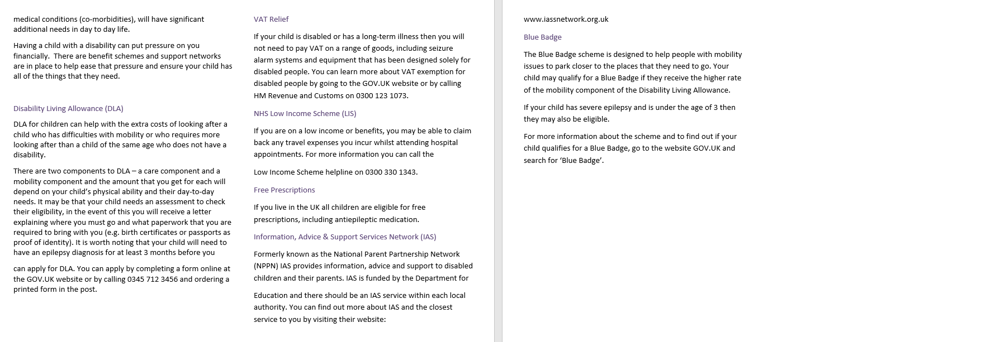 medical conditions (co-morbidities), will have significant
additional needs in day to day life.
Having a child with a disability can put pressure on you
financially.  There are benefit schemes and support networks
are in place to help ease that pressure and ensure your child has
all of the things that they need.
Disability Living Allowance (DLA)
DLA for children can help with the extra costs of looking after a
child who has difficulties with mobility or who requires more
looking after than a child of the same age who does not have a
disability.
There are two components to DLA – a care component and a
mobility component and the amount that you get for each will
depend on your child’s physical ability and their day-to-day
needs. It may be that your child needs an assessment to check
their eligibility, in the event of this you will receive a letter
explaining where you must go and what paperwork that you are
required to bring with you (e.g. birth certificates or passports as
proof of identity). It is worth noting that your child will need to
have an epilepsy diagnosis for at least 3 months before you
can apply for DLA. You can apply by completing a form online at
the GOV.UK website or by calling 0345 712 3456 and ordering a
printed form in the post.
VAT Relief
If your child is disabled or has a long-term illness then you will
not need to pay VAT on a range of goods, including seizure
alarm systems and equipment that has been designed solely for
disabled people. You can learn more about VAT exemption for
disabled people by going to the GOV.UK website or by calling
HM Revenue and Customs on 0300 123 1073.
NHS Low Income Scheme (LIS)
If you are on a low income or benefits, you may be able to claim
back any travel expenses you incur whilst attending hospital
appointments. For more information you can call the
Low Income Scheme helpline on 0300 330 1343.
Free Prescriptions
If you live in the UK all children are eligible for free
prescriptions, including antiepileptic medication.
Information, Advice & Support Services Network (IAS)
Formerly known as the National Parent Partnership Network
(NPPN) IAS provides information, advice and support to disabled
children and their parents. IAS is funded by the Department for
Education and there should be an IAS service within each local
authority. You can find out more about IAS and the closest
service to you by visiting their website:
www.iassnetwork.org.uk
Blue Badge
The Blue Badge scheme is designed to help people with mobility
issues to park closer to the places that they need to go. Your
child may qualify for a Blue Badge if they receive the higher rate
of the mobility component of the Disability Living Allowance.
If your child has severe epilepsy and is under the age of 3 then
they may also be eligible.
For more information about the scheme and to find out if your
child qualifies for a Blue Badge, go to the website GOV.UK and
search for ‘Blue Badge’.